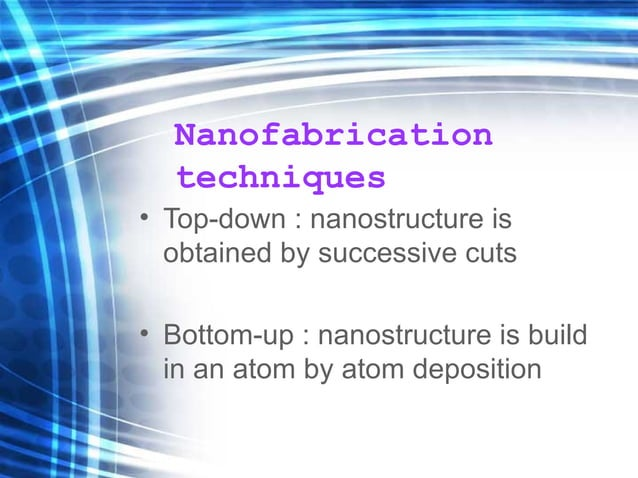 Nanofabrication
techniques
• Top-down : nanostructure is
obtained by successive cuts
• Bottom-up : nanostructure is build
in an atom by atom deposition